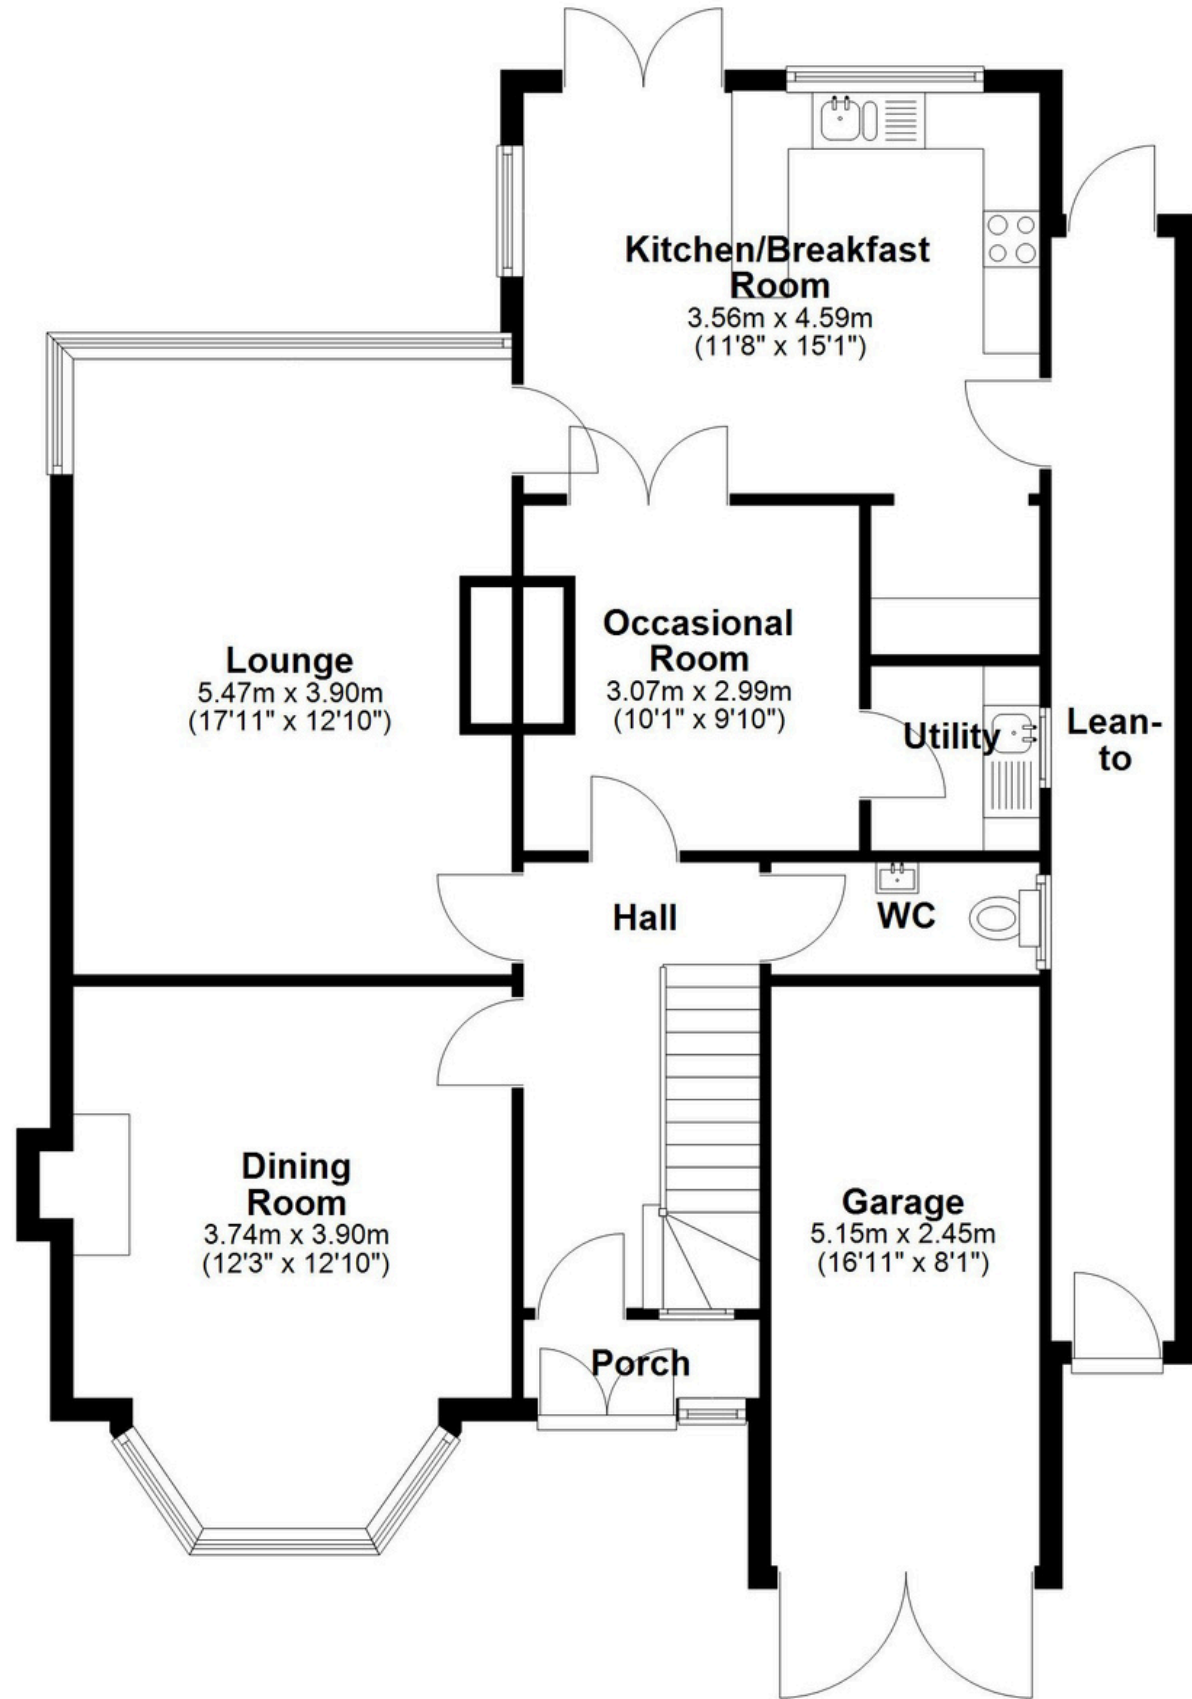 Kitchen/Breakfast
Room
3.56m x 4.59m
(11'8" x 15'1")
Occasional
Room
3.07m x 2.99m
(10'1" x 9'10")
Lounge
5.47m x 3.90m
(17'11" x 12'10")
Utility
Lean-
to
Hall
WC
Dining
Room
3.74m x 3.90m
(12'3" x 12'10")
Garage
5.15m x 2.45m
(16'11" x 8'1")
Porch